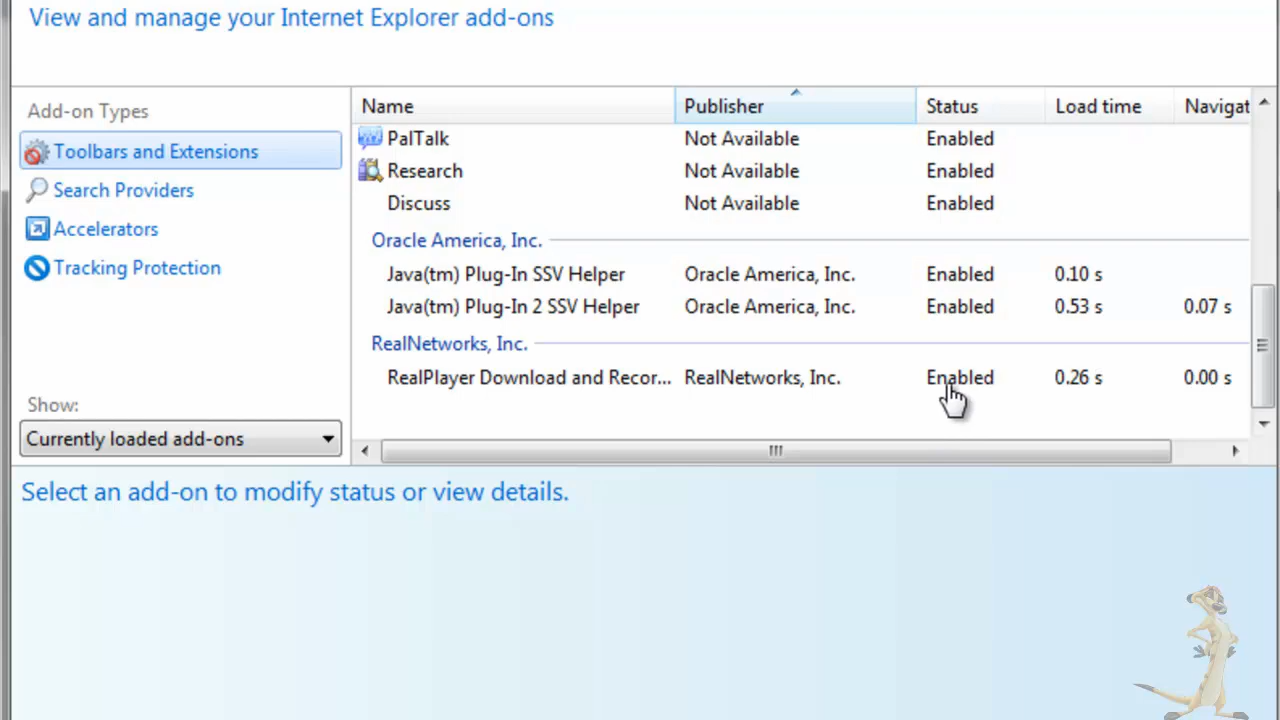 View and manage your Internet Explorer add-ons
Add-on Types
Toolbars and Extensions
Search Providers
Accelerators
Tracking Protection
Show:
Currently loaded add-ons
Name Publisher Status Load time Navigat
PalTalk Not Available Enabled
Research Not Available Enabled
Discuss Not Available Enabled
Oracle America, Inc.
Java(tm) Plug-In SSV Helper Oracle America, Inc. Enabled 0.10 s
Java(tm) Plug-In 2 SSV Helper Oracle America, Inc. Enabled 0.53 s 0.07 s
RealNetworks, Inc.
RealPlayer Download and Recor... RealNetworks, Inc. Enabled 0.26 s 0.00 s
Select an add-on to modify status or view details.